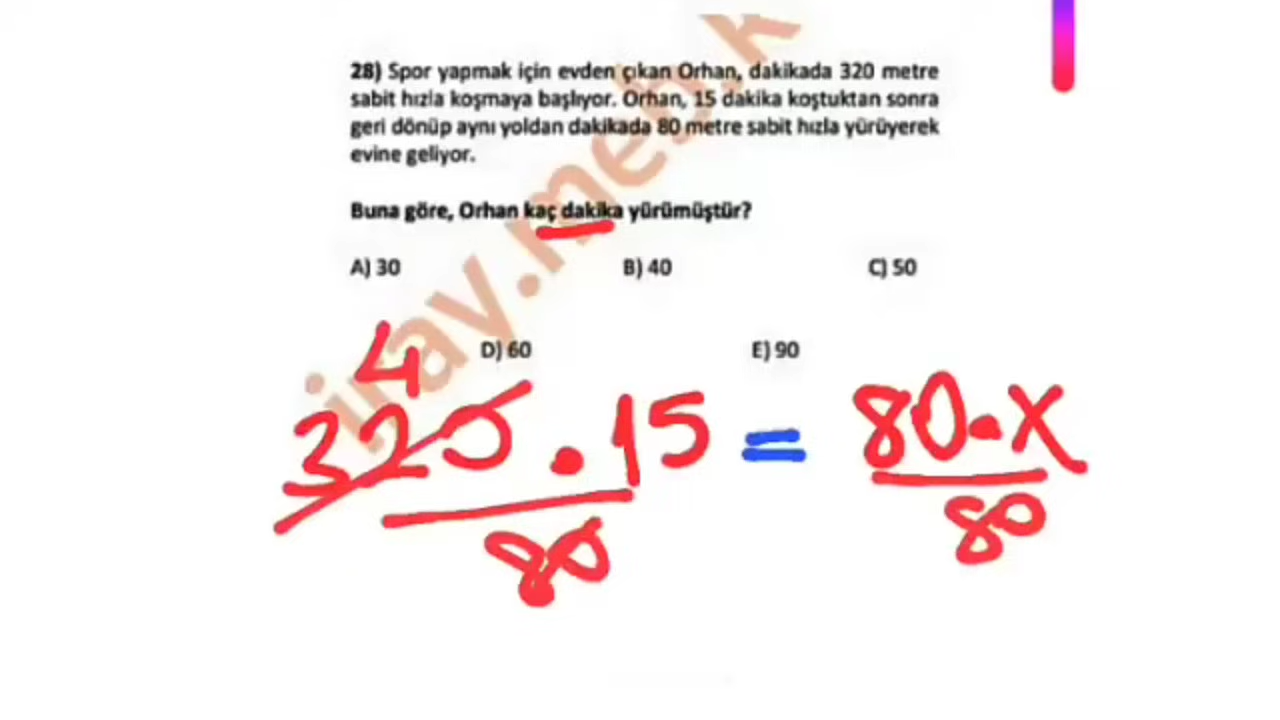 28) Spor yapmak için evden çıkan Orhan, dakikada 320 metre
sabit hızla koşmaya başlıyor. Orhan, 15 dakika koştuktan sonra
geri dönüp aynı yoldan dakikada 80 metre sabit hızla yürüyerek
evine geliyor.
Buna göre, Orhan kaç dakika yürümüştür?
A) 30 B) 40 C) 50
D) 60 E) 90
4
320 . 15 = 80 . x
80 80